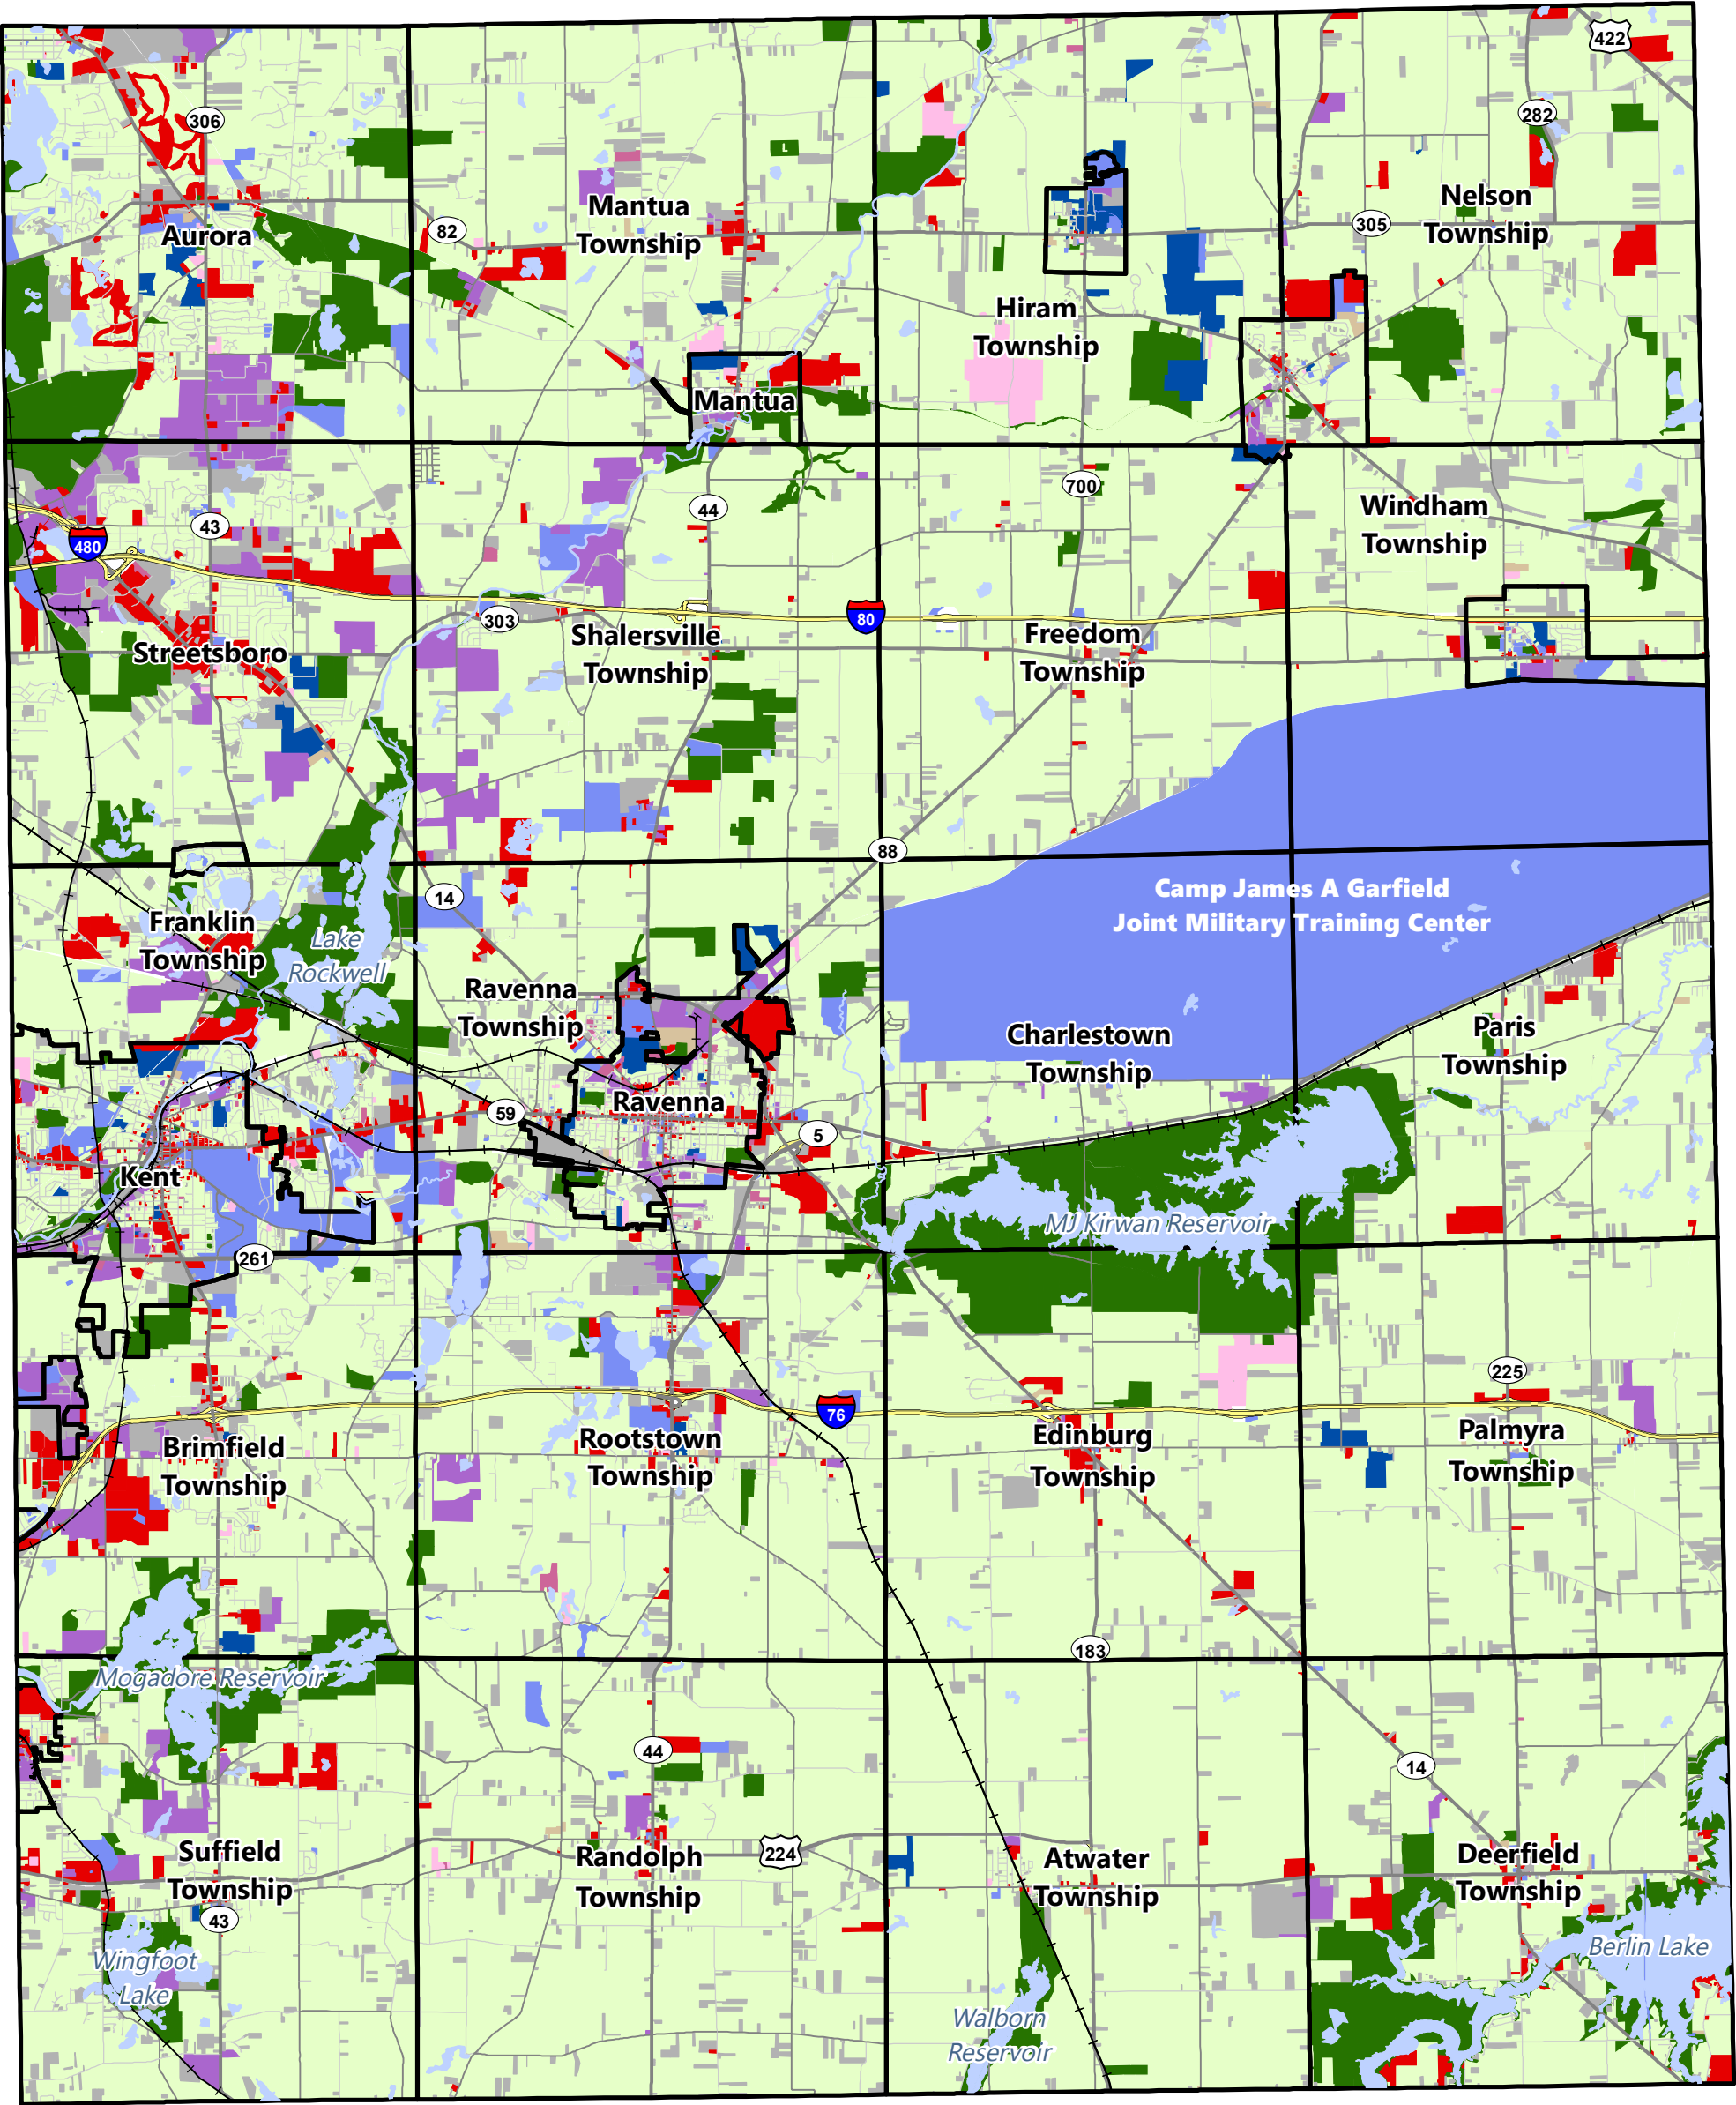 422
306
282
Nelson
Township
Mantua
Township
305
82
Aurora
Hiram
Township
Mantua
L
700
44
Windham
Township
43
480
303
80
Shalersville
Township
Freedom
Township
Streetsboro
88
14
Camp James A Garfield
Joint Military Training Center
Franklin
Township
Lake
Rockwell
Ravenna
Township
Charlestown
Township
Paris
Township
Ravenna
59
5
Kent
MJ Kirwan Reservoir
261
225
76
Brimfield
Township
Rootstown
Township
Edinburg
Township
Palmyra
Township
183
Mogadore Reservoir
44
14
Suffield
Township
Randolph
Township
224
Atwater
Township
Deerfield
Township
43
Wingfoot
Lake
Berlin Lake
Walborn
Reservoir